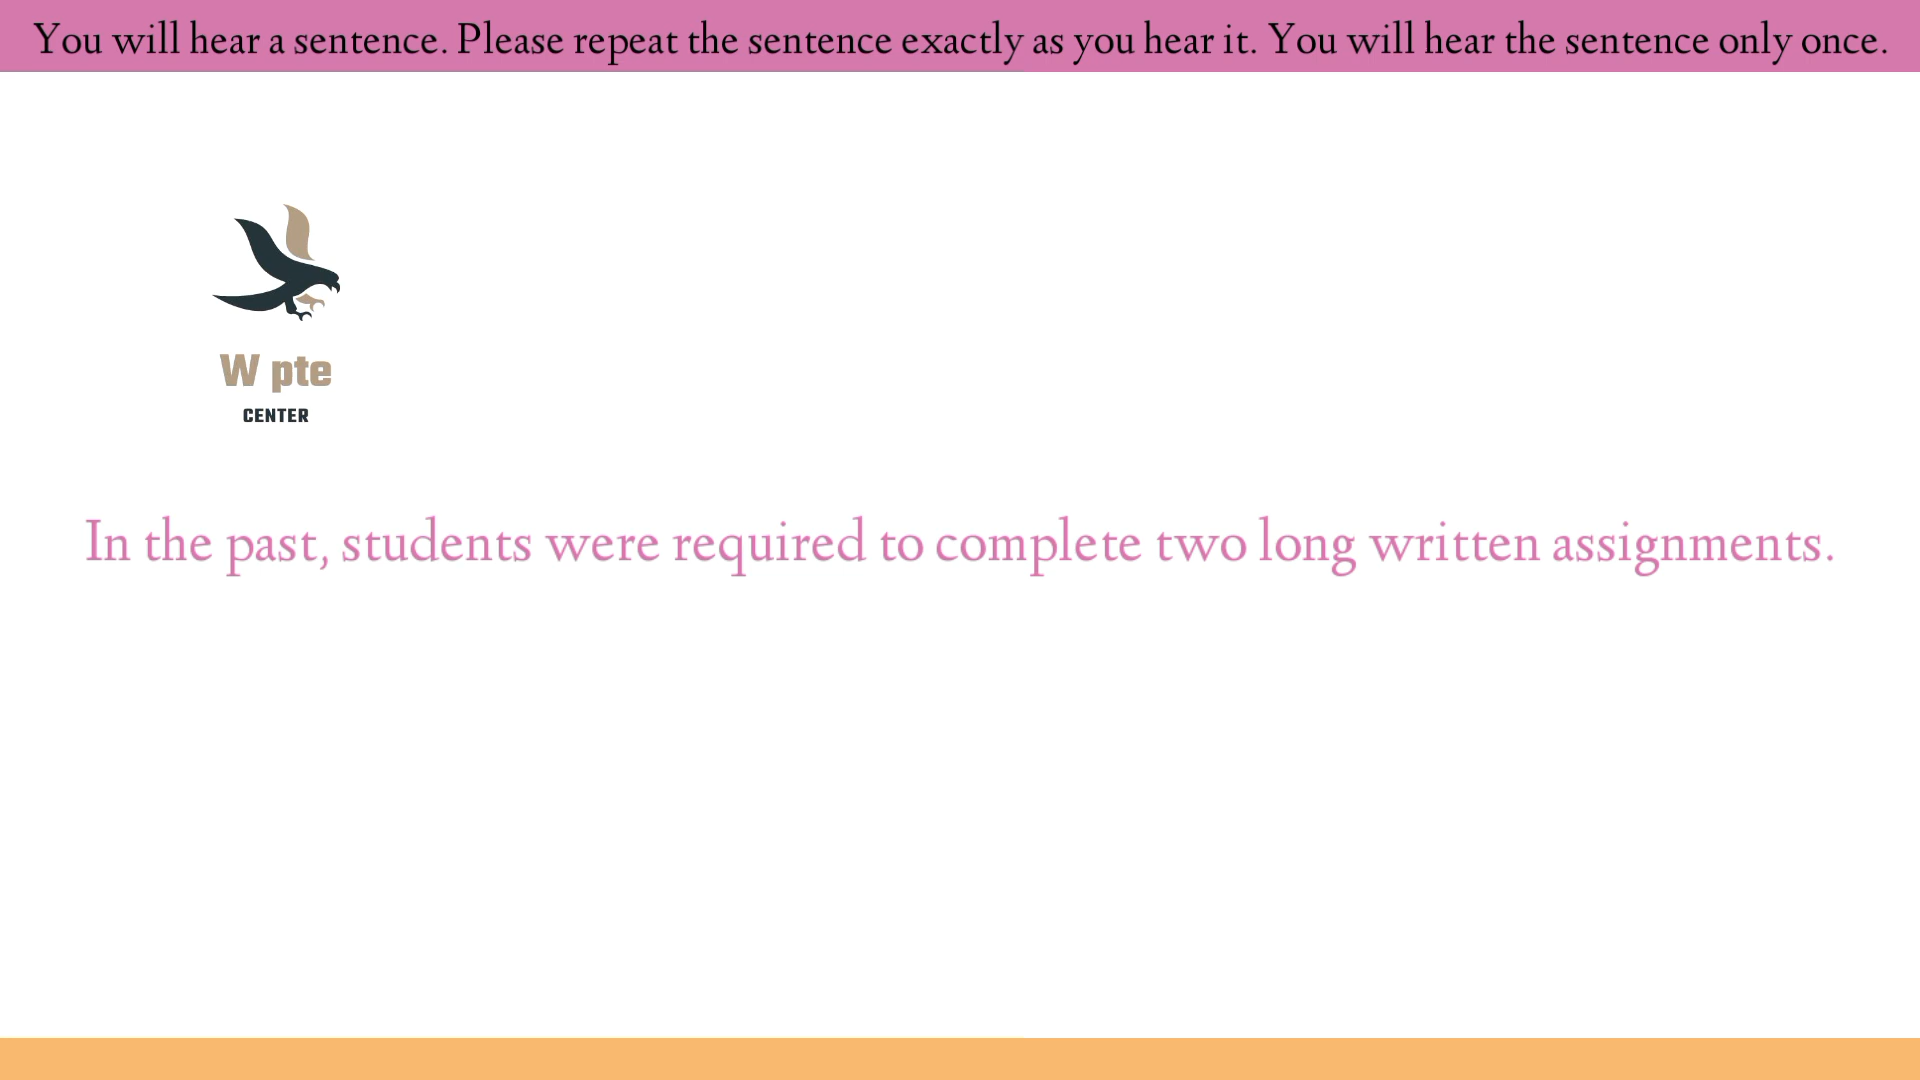 You will hear a sentence. Please repeat the sentence exactly as you hear it. You will hear the sentence only once.
W pte
CENTER
In the past, students were required to complete two long written assignments.